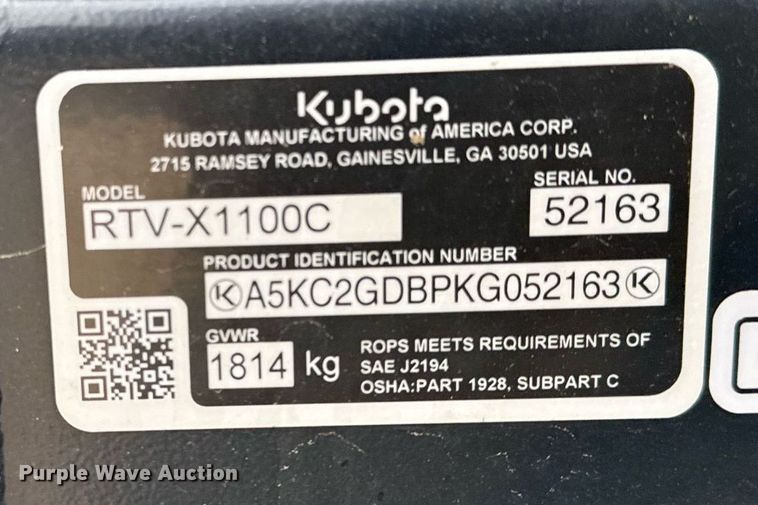 Kubota
KUBOTA MANUFACTURING of AMERICA CORP.
2715 RAMSEY ROAD, GAINESVILLE, GA 30501 USA
MODEL
RTV-X1100C
SERIAL NO.
52163
PRODUCT IDENTIFICATION NUMBER
K A5KC2GDBPKG052163 K
GVWR
1814 kg
ROPS MEETS REQUIREMENTS OF
SAE J2194
OSHA:PART 1928, SUBPART C
Purple Wave Auction